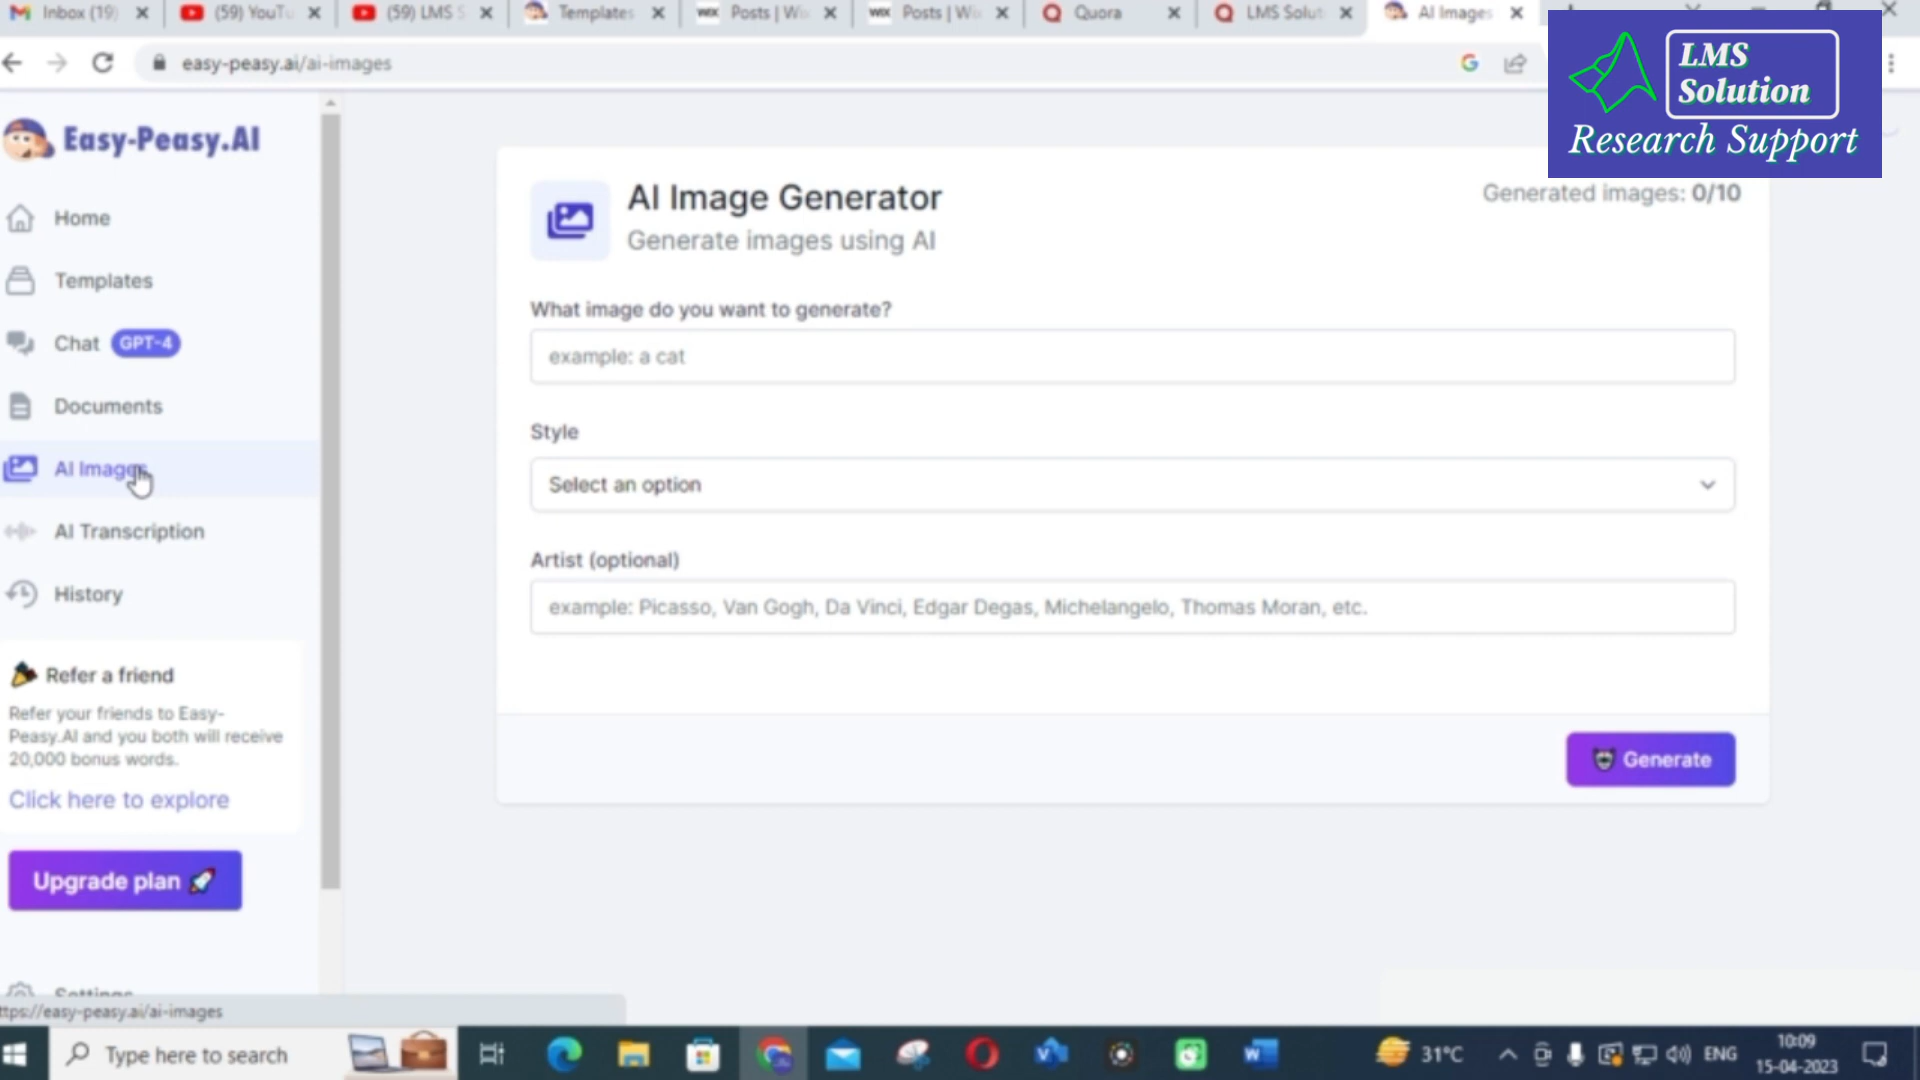 Inbox (19)
(59) YouTu
(59) LMS S
Templates
WIX Posts | Wi
WIX Posts | Wi
Quora
LMS Solut
AI Images
easy-peasy.ai/ai-images
LMS
Solution
Research Support
Easy-Peasy.AI
Home
Templates
Chat GPT-4
Documents
AI Images
AI Transcription
History
Refer a friend
Refer your friends to Easy-
Peasy.AI and you both will receive
20,000 bonus words.
Click here to explore
Upgrade plan
Settings
AI Image Generator
Generate images using AI
Generated images: 0/10
What image do you want to generate?
example: a cat
Style
Select an option
Artist (optional)
example: Picasso, Van Gogh, Da Vinci, Edgar Degas, Michelangelo, Thomas Moran, etc.
Generate
ttps://easy-peasy.ai/ai-images
Type here to search
31°C
ENG
10:09
15-04-2023